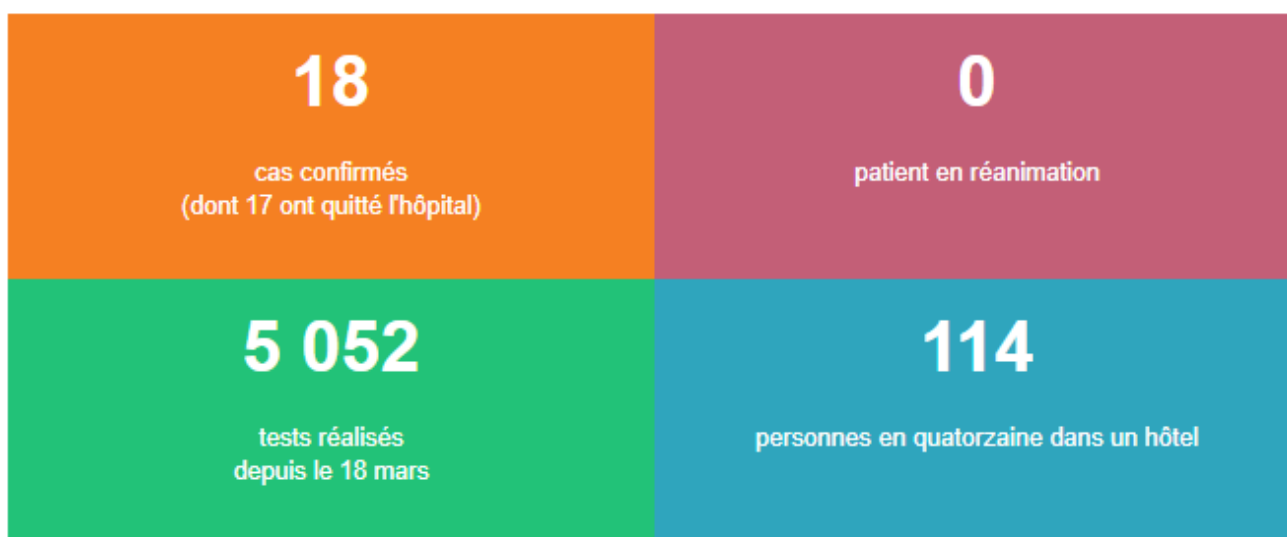 18
cas confirmés
(dont 17 ont quitté l'hôpital)
0
patient en réanimation
5 052
tests réalisés
depuis le 18 mars
114
personnes en quatorzaine dans un hôtel